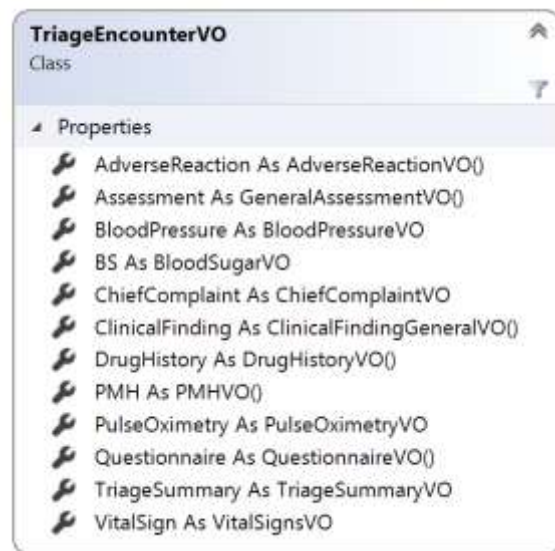 TriageEncounterVO
Class
Properties
AdverseReaction As AdverseReactionVO()
Assessment As GeneralAssessmentVO()
BloodPressure As BloodPressureVO
BS As BloodSugarVO
ChiefComplaint As ChiefComplaintVO
ClinicalFinding As ClinicalFindingGeneralVO()
DrugHistory As DrugHistoryVO()
PMH As PMHVO()
PulseOximetry As PulseOximetryVO
Questionnaire As QuestionnaireVO()
TriageSummary As TriageSummaryVO
VitalSign As VitalSignsVO